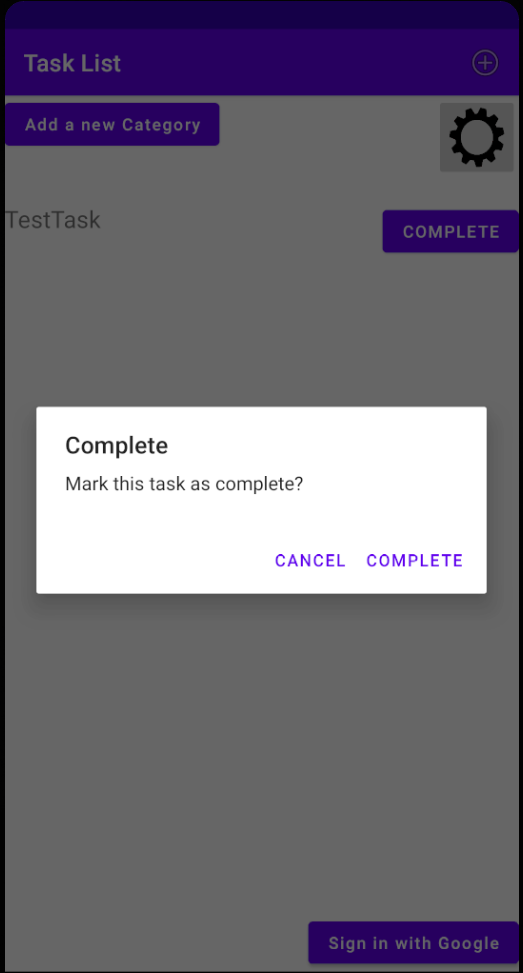 Task List
Add a new Category
TestTask
COMPLETE
Complete
Mark this task as complete?
CANCEL COMPLETE
Sign in with Google